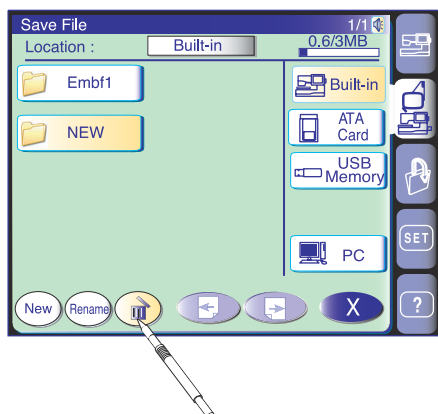 Save File
1/1
Location :
Built-in
0.6/3MB
Embf1
NEW
Built-in
ATA
Card
USB
Memory
PC
New
Rename
X
SET
?